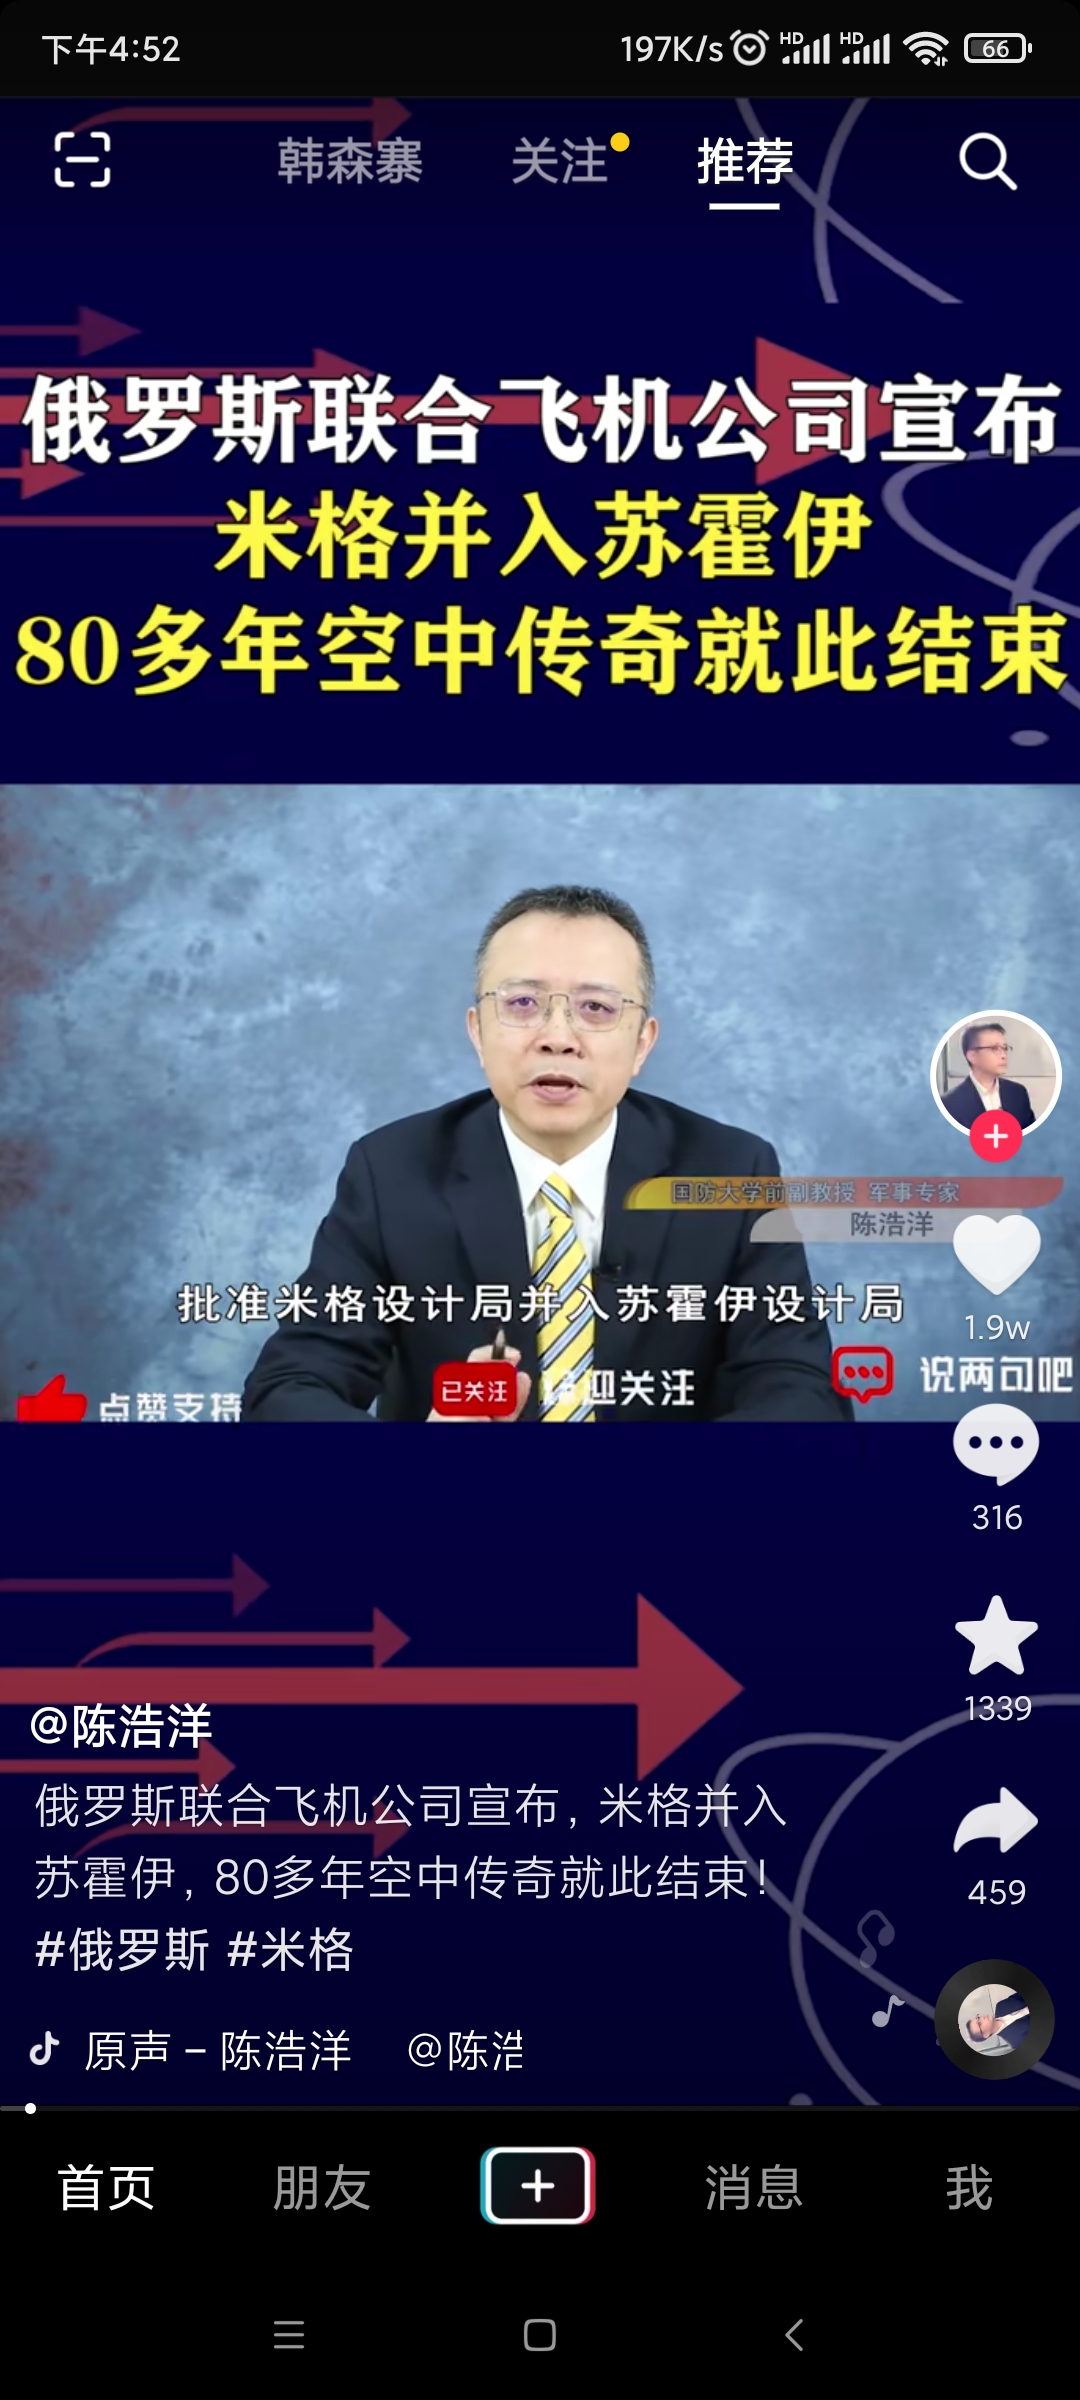 下午4:52
197K/s
HD
HD
66
韩森寨
关注
推荐
俄罗斯联合飞机公司宣布
米格并入苏霍伊
80多年空中传奇就此结束
国防大学前副教授 军事专家
陈浩洋
批准米格设计局并入苏霍伊设计局
1.9w
点赞支持
已关注
迎关注
说两句吧
316
1339
459
@陈浩洋
俄罗斯联合飞机公司宣布，米格并入
苏霍伊，80多年空中传奇就此结束！
#俄罗斯 #米格
原声 - 陈浩洋 @陈浩
首页
朋友
消息
我